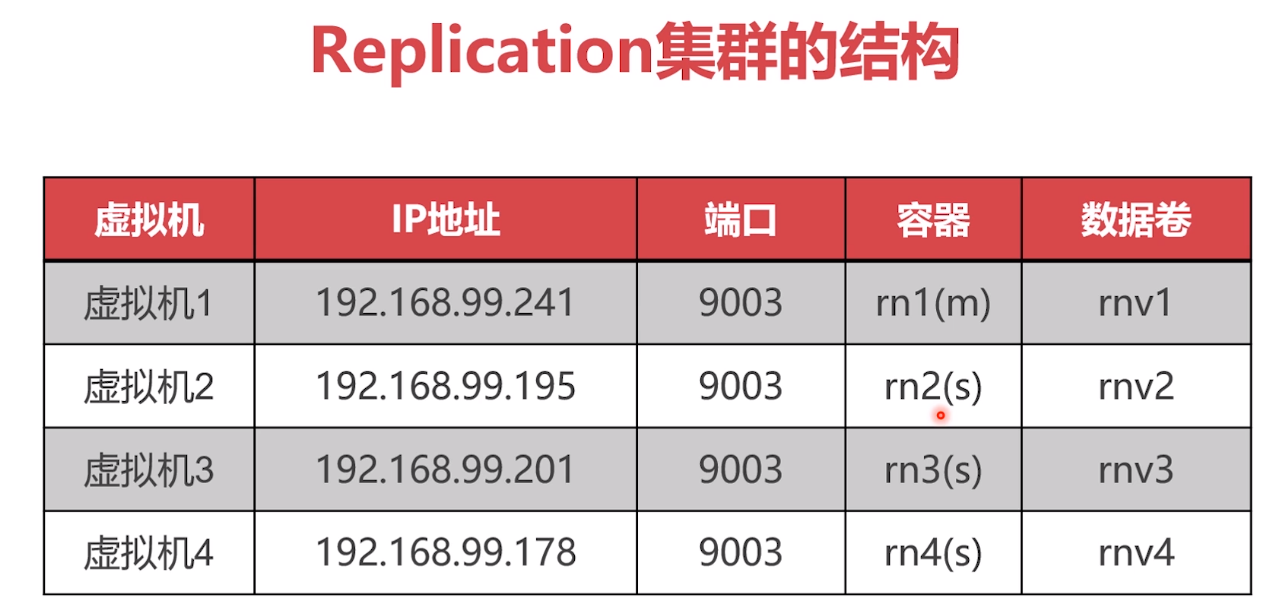 Replication集群的结构
虚拟机 IP地址 端口 容器 数据卷
虚拟机1 192.168.99.241 9003 rn1(m) rnv1
虚拟机2 192.168.99.195 9003 rn2(s) rnv2
虚拟机3 192.168.99.201 9003 rn3(s) rnv3
虚拟机4 192.168.99.178 9003 rn4(s) rnv4